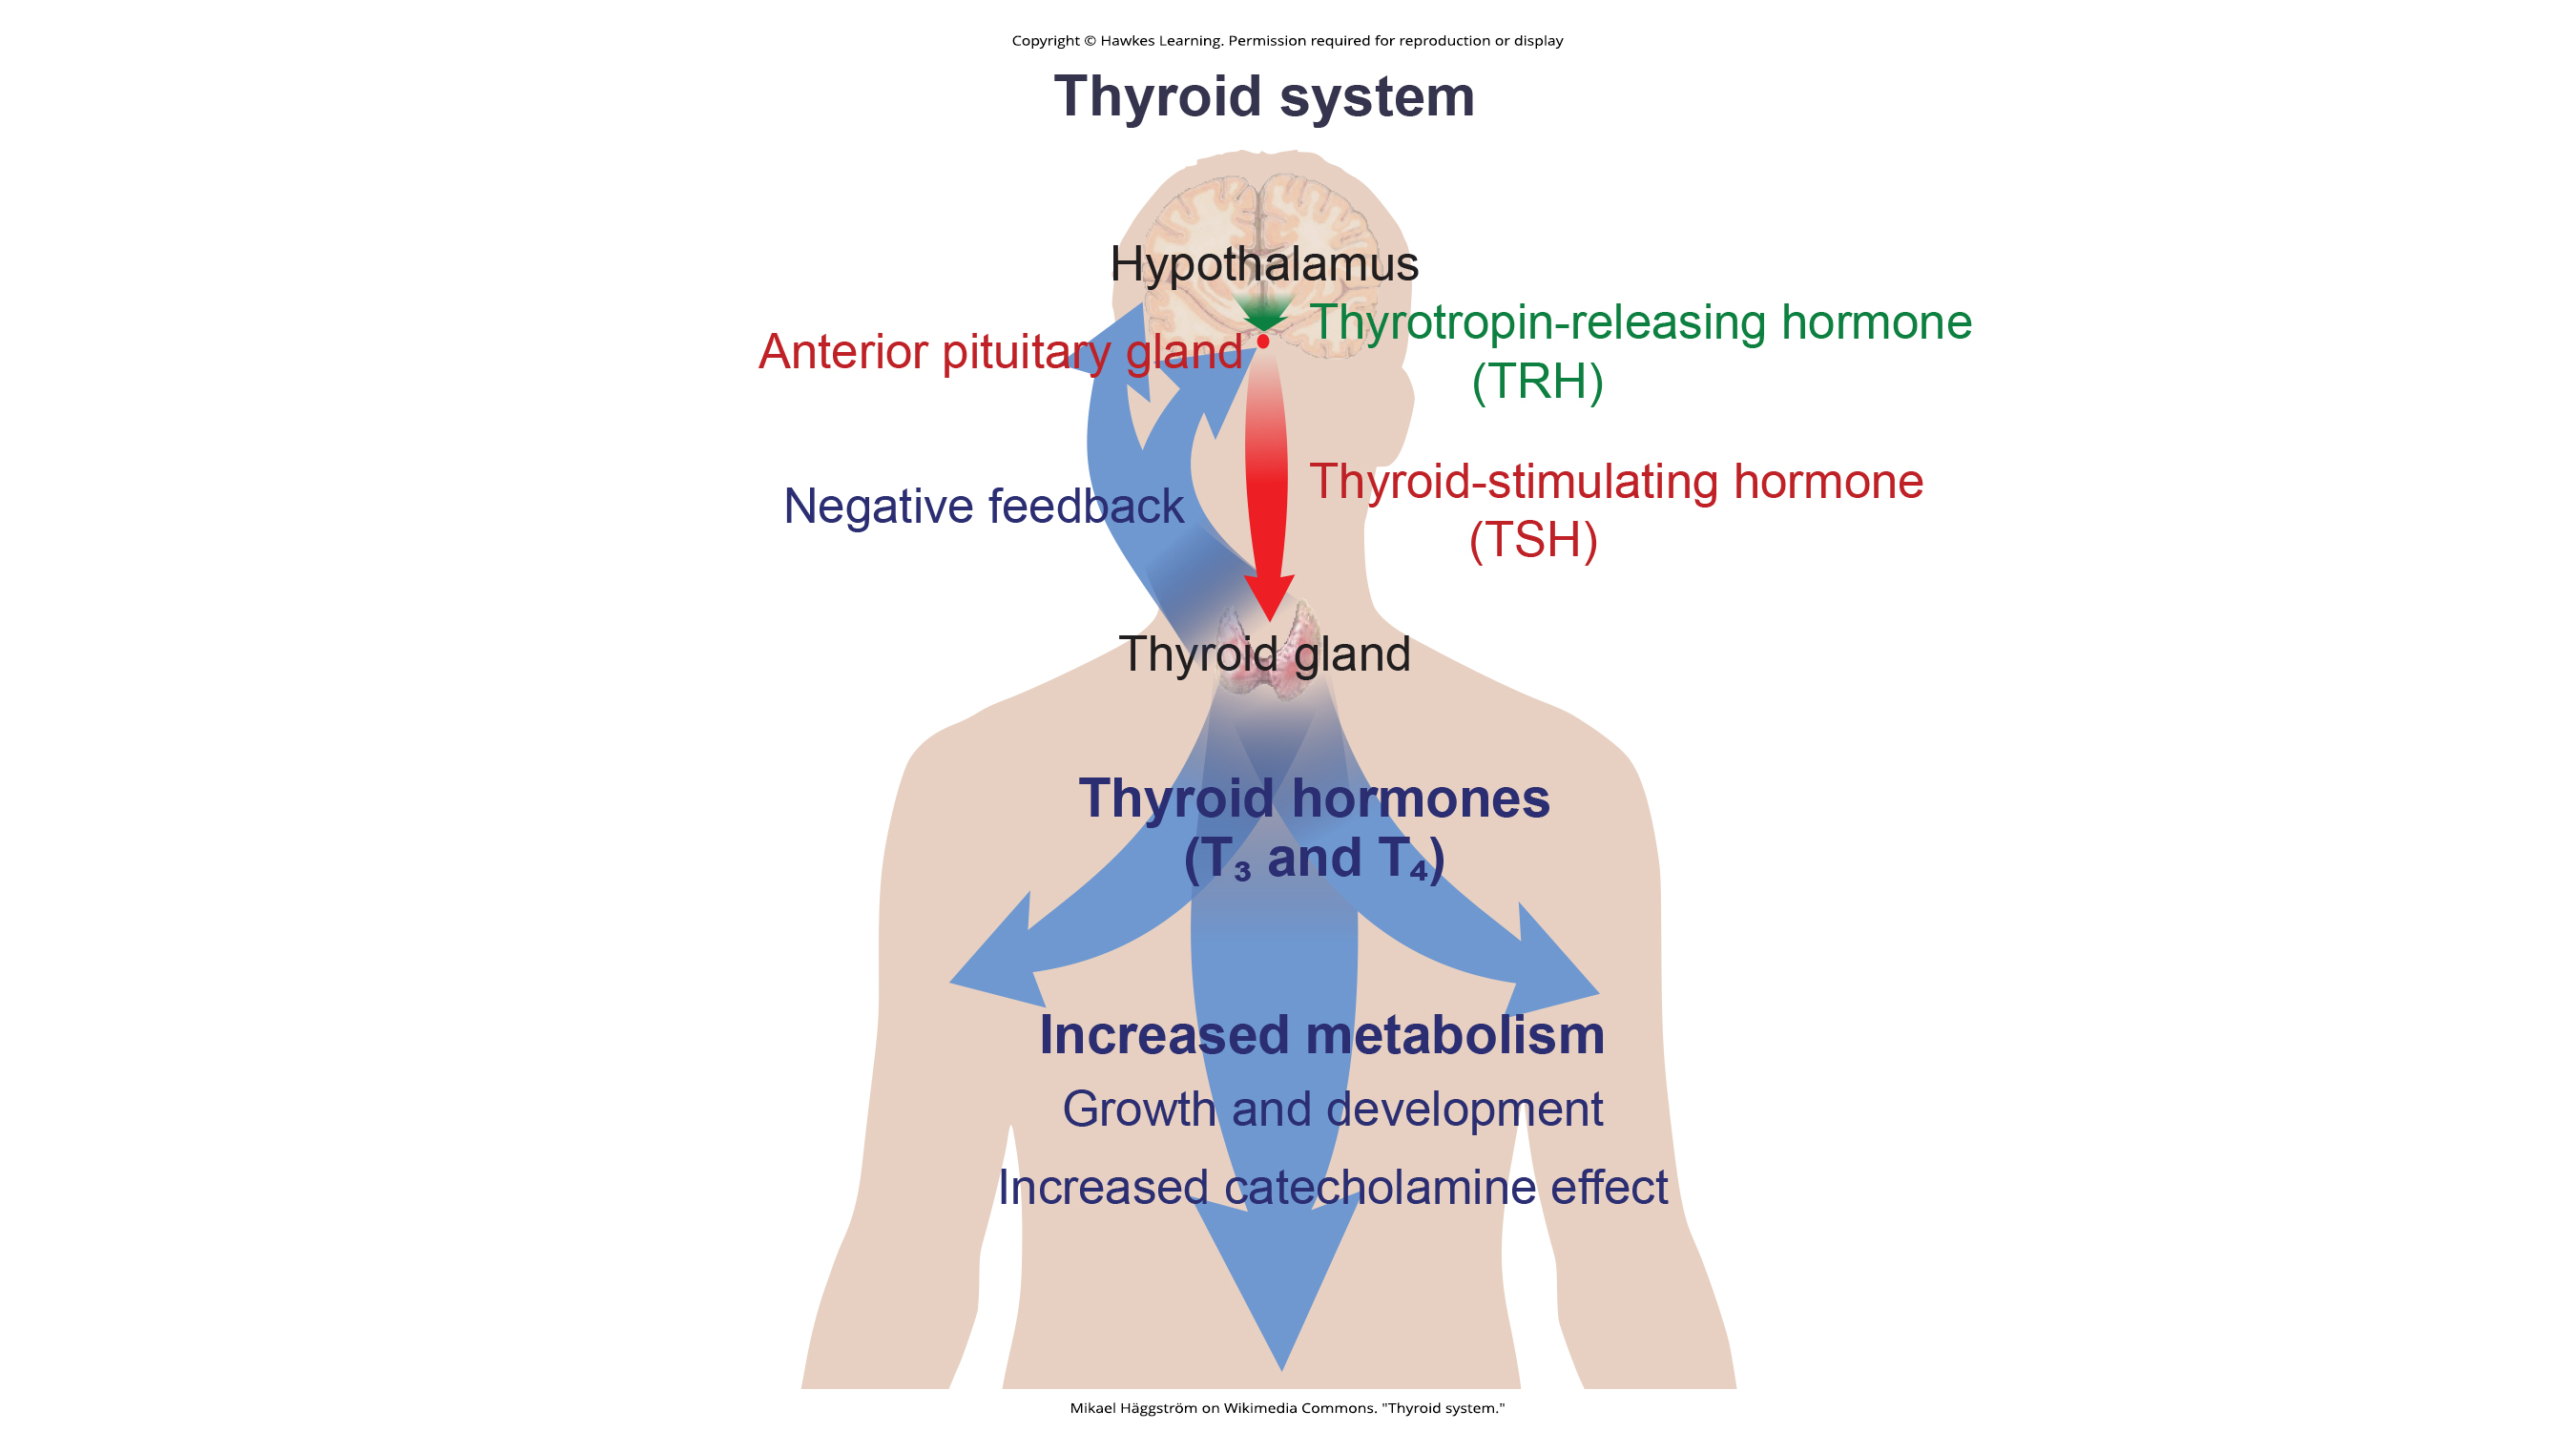 Copyright © Hawkes Learning. Permission required for reproduction or display
Thyroid system
Hypothalamus
Thyrotropin-releasing hormone
(TRH)
Anterior pituitary gland
Thyroid-stimulating hormone
(TSH)
Negative feedback
Thyroid gland
Thyroid hormones
(T₃ and T₄)
Increased metabolism
Growth and development
Increased catecholamine effect
Mikael Häggström on Wikimedia Commons. "Thyroid system."